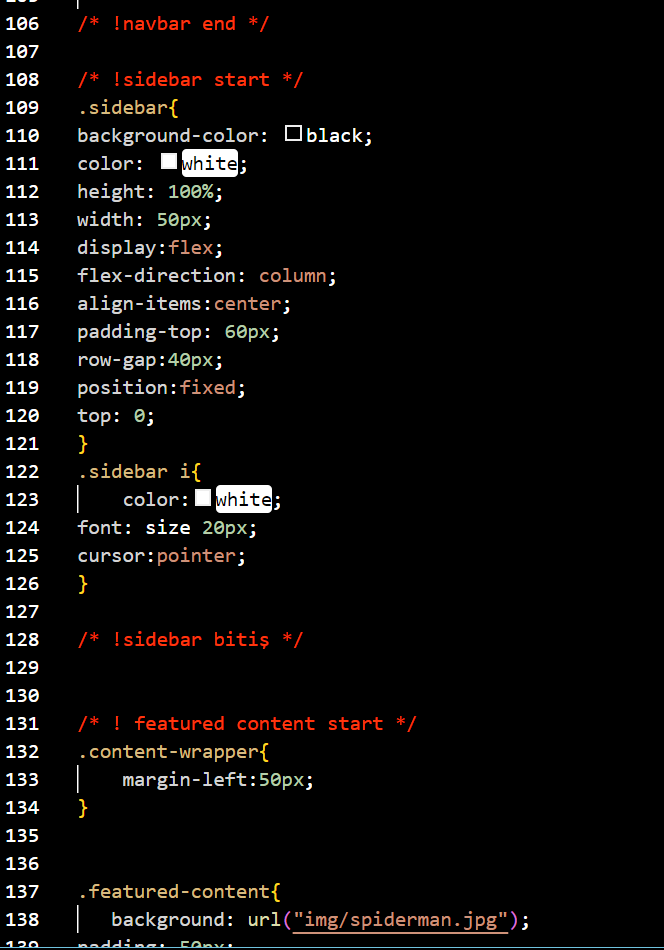 106 /* !navbar end */
107
108 /* !sidebar start */
109 .sidebar{
110 background-color: black;
111 color: white;
112 height: 100%;
113 width: 50px;
114 display:flex;
115 flex-direction: column;
116 align-items:center;
117 padding-top: 60px;
118 row-gap:40px;
119 position:fixed;
120 top: 0;
121 }
122 .sidebar i{
123     color:white;
124 font: size 20px;
125 cursor:pointer;
126 }
127
128 /* !sidebar bitiş */
129
130
131 /* ! featured content start */
132 .content-wrapper{
133     margin-left:50px;
134 }
135
136
137 .featured-content{
138    background: url("img/spiderman.jpg");
139 padding: 50px;